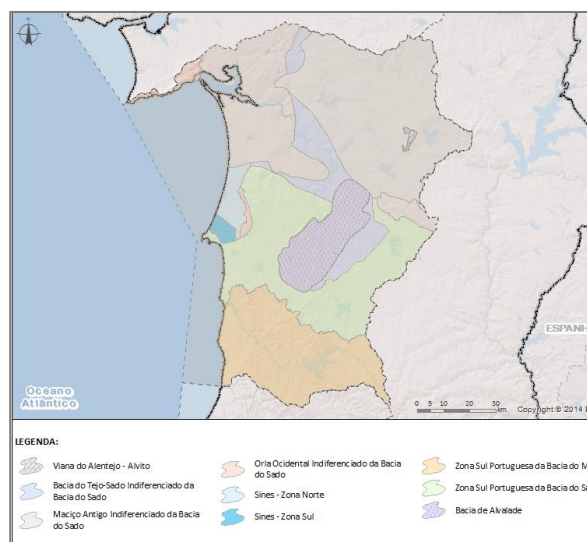 N
ESPANH
Oceano
Atlântico
0 5 10 20 30
km
Copyright:© 2014 E
LEGENDA:
Viana do Alentejo - Alvito
Bacia do Tejo-Sado Indiferenciado da
Bacia do Sado
Maciço Antigo Indiferenciado da Bacia
do Sado
Orla Ocidental Indiferenciado da Bacia
do Sado
Sines - Zona Norte
Sines - Zona Sul
Zona Sul Portuguesa da Bacia do M
Zona Sul Portuguesa da Bacia do Sa
Bacia de Alvalade